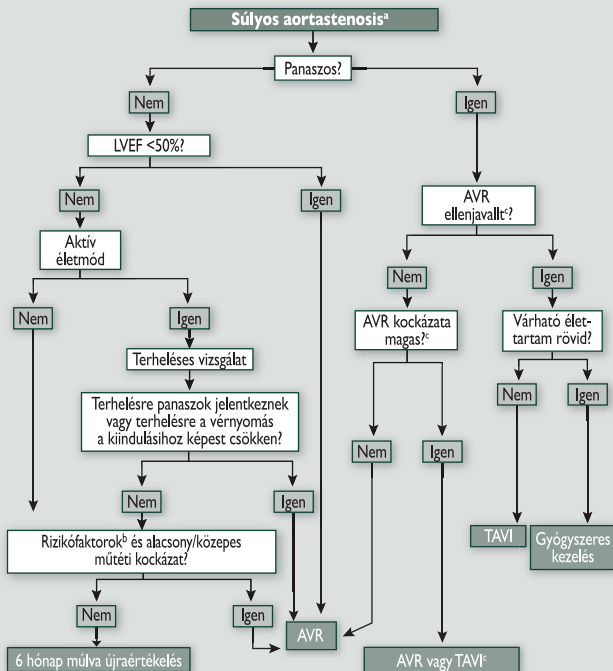 Súlyos aortastenosisᵃ
Panaszos?
Nem
Igen
LVEF <50%?
Nem
Igen
AVR
ellenjavalltᶜ?
Aktív
életmód
Nem
Igen
Nem
Igen
AVR kockázata
magas?ᶜ
Várható élet-
tartam rövid?
Terheléses vizsgálat
Terhelésre panaszok jelentkeznek
vagy terhelésre a vérnyomás
a kiindulásihoz képest csökken?
Nem
Igen
Nem
Igen
Nem
Igen
Rizikófaktorokᵇ és alacsony/közepes
műtéti kockázat?
TAVI
Gyógyszeres
kezelés
Nem
Igen
AVR
6 hónap múlva újraértékelés
AVR vagy TAVIᶜ